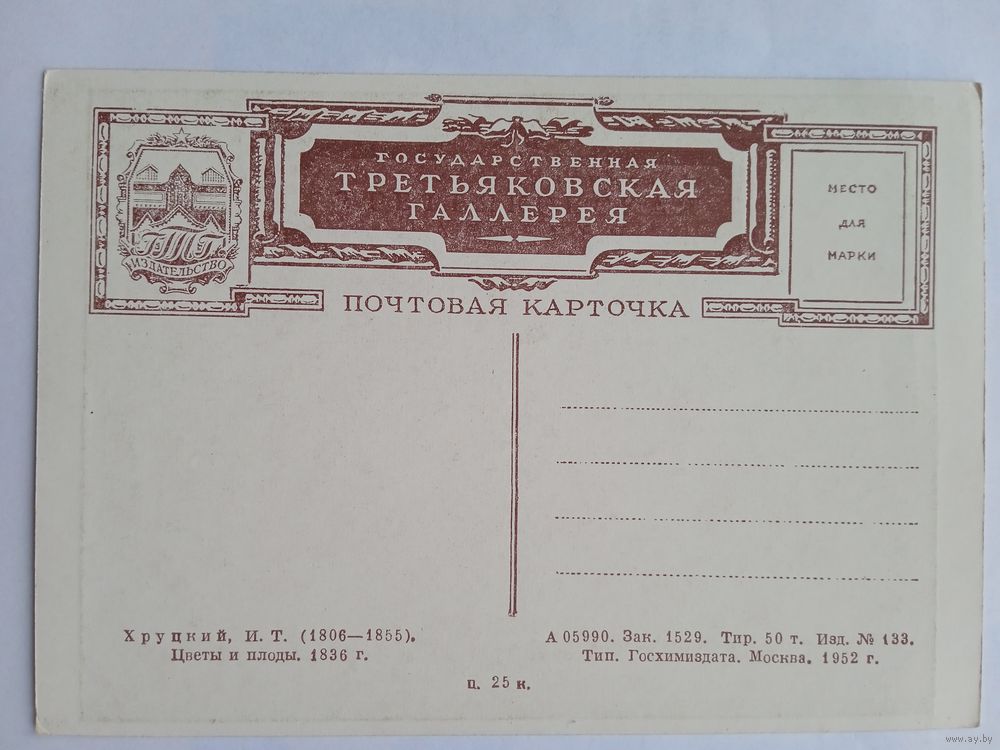 ГОСУДАРСТВЕННАЯ
ТРЕТЬЯКОВСКАЯ
ГАЛЛЕРЕЯ
ГТГ
ИЗДАТЕЛЬСТВО
МЕСТО
ДЛЯ
МАРКИ
ПОЧТОВАЯ КАРТОЧКА
Хруцкий, И. Т. (1806—1855).
Цветы и плоды. 1836 г.
А 05990. Зак. 1529. Тир. 50 т. Изд. № 133.
Тип. Госхимиздата. Москва. 1952 г.
ц. 25 к.
www.ay.by